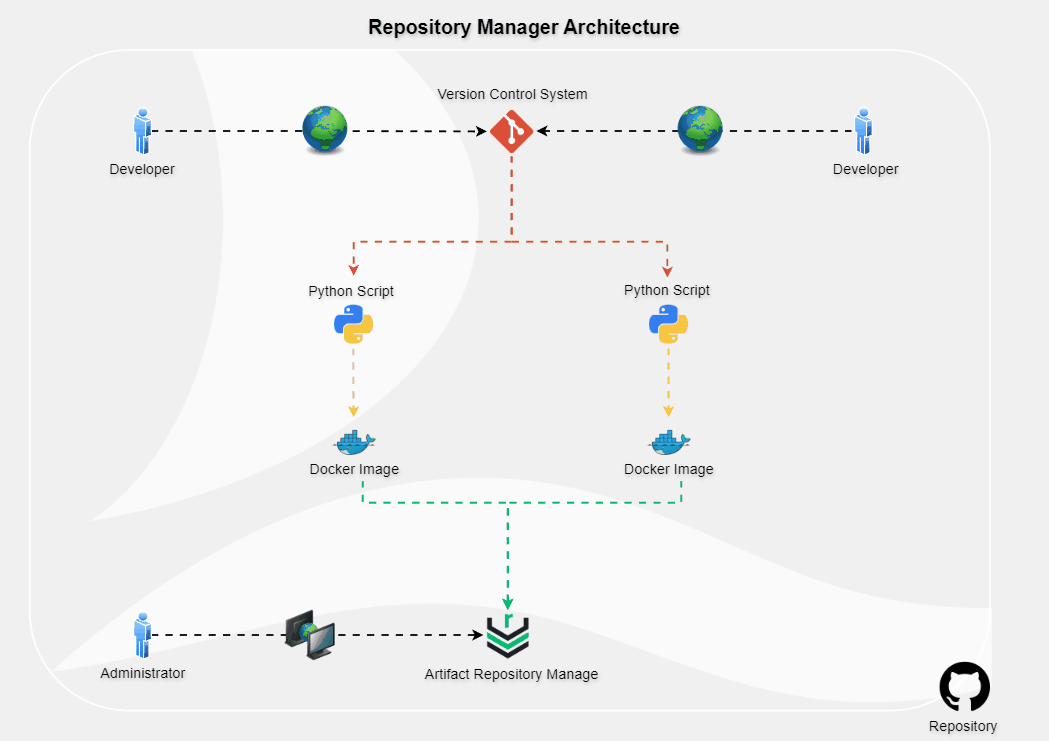 Repository Manager Architecture
Version Control System
Developer
Developer
Python Script
Python Script
Docker Image
Docker Image
r
Administrator
Artifact Repository Manage
Repository